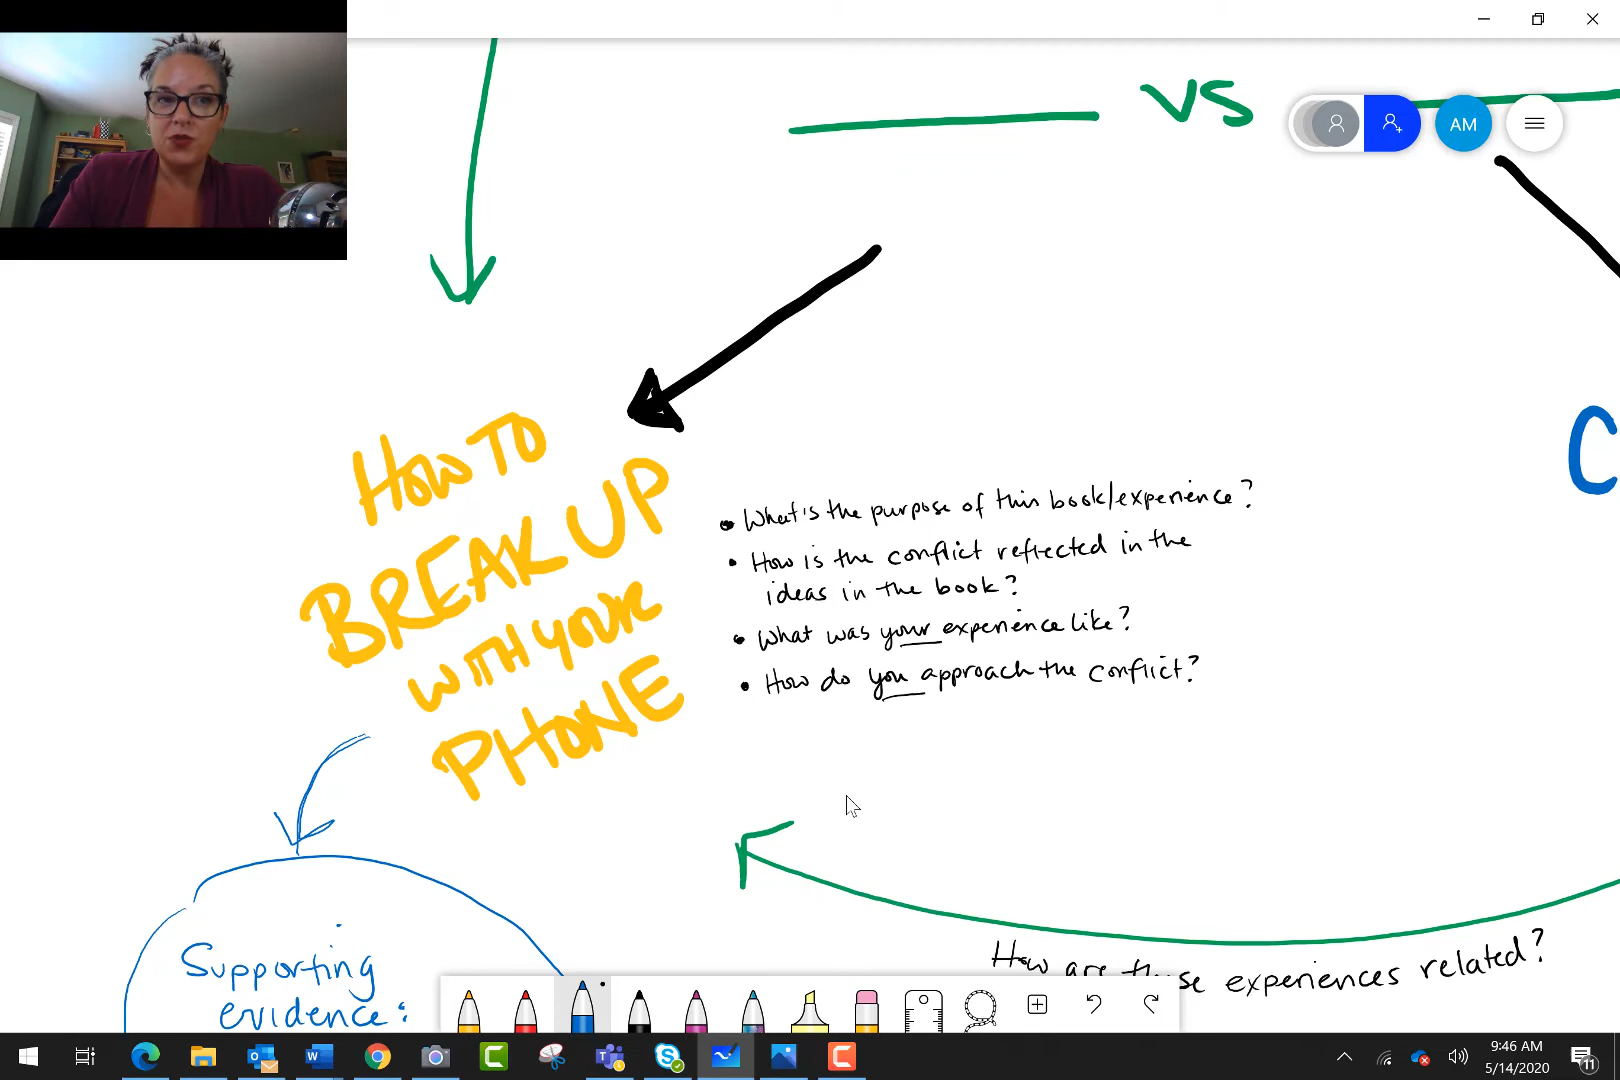 VS
AM
C
HOW TO
BREAK UP
WITH YOUR
PHONE
• What's the purpose of this book/experience?
• How is the conflict reflected in the
ideas in the book?
• What was your experience like?
• How do you approach the conflict?
Supporting
evidence:
How are these experiences related?
9:46 AM
5/14/2020
11